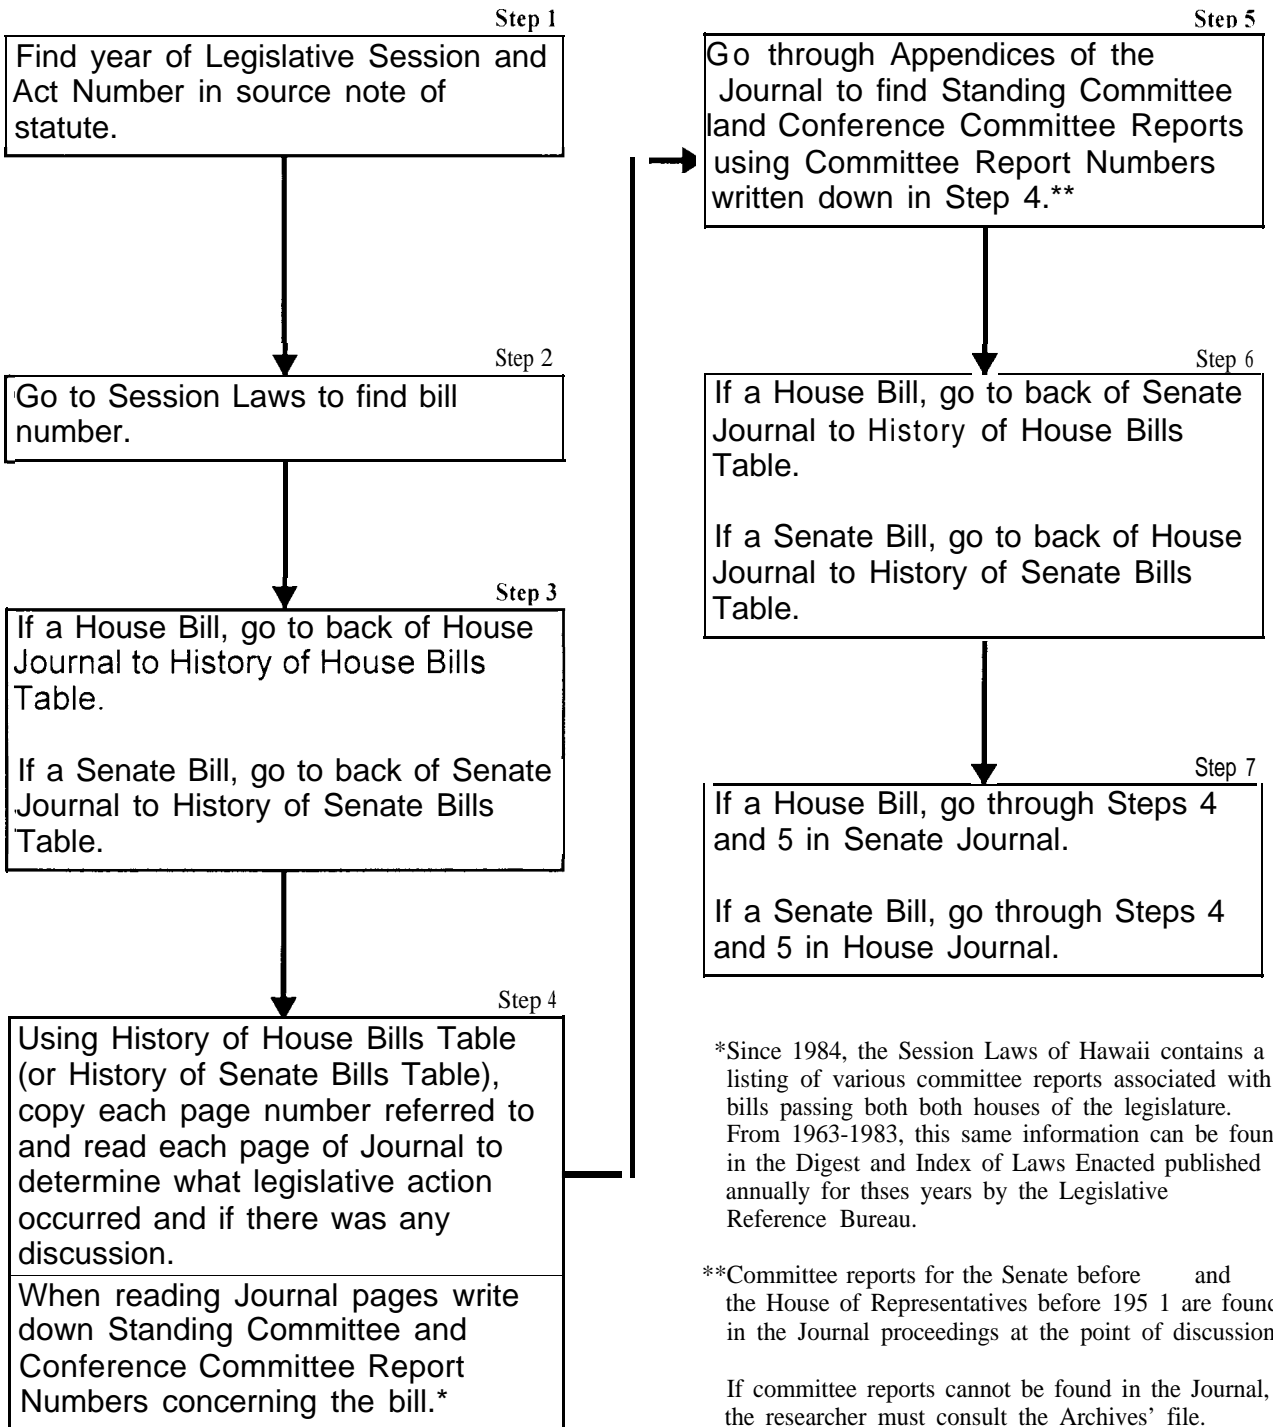 Step 1
Find year of Legislative Session and
Act Number in source note of
statute.
Step 2
Go to Session Laws to find bill
number.
Step 3
If a House Bill, go to back of House
Journal to History of House Bills
Table.
If a Senate Bill, go to back of Senate
Journal to History of Senate Bills
Table.
Step 4
Using History of House Bills Table
(or History of Senate Bills Table),
copy each page number referred to
and read each page of Journal to
determine what legislative action
occurred and if there was any
discussion.
When reading Journal pages write
down Standing Committee and
Conference Committee Report
Numbers concerning the bill.*
Step 5
Go through Appendices of the
Journal to find Standing Committee
land Conference Committee Reports
using Committee Report Numbers
written down in Step 4.**
Step 6
If a House Bill, go to back of Senate
Journal to History of House Bills
Table.
If a Senate Bill, go to back of House
Journal to History of Senate Bills
Table.
Step 7
If a House Bill, go through Steps 4
and 5 in Senate Journal.
If a Senate Bill, go through Steps 4
and 5 in House Journal.
*Since 1984, the Session Laws of Hawaii contains a
listing of various committee reports associated with
bills passing both both houses of the legislature.
From 1963-1983, this same information can be foun
in the Digest and Index of Laws Enacted published
annually for thses years by the Legislative
Reference Bureau.
**Committee reports for the Senate before and
the House of Representatives before 195 1 are found
in the Journal proceedings at the point of discussion
If committee reports cannot be found in the Journal,
the researcher must consult the Archives' file.